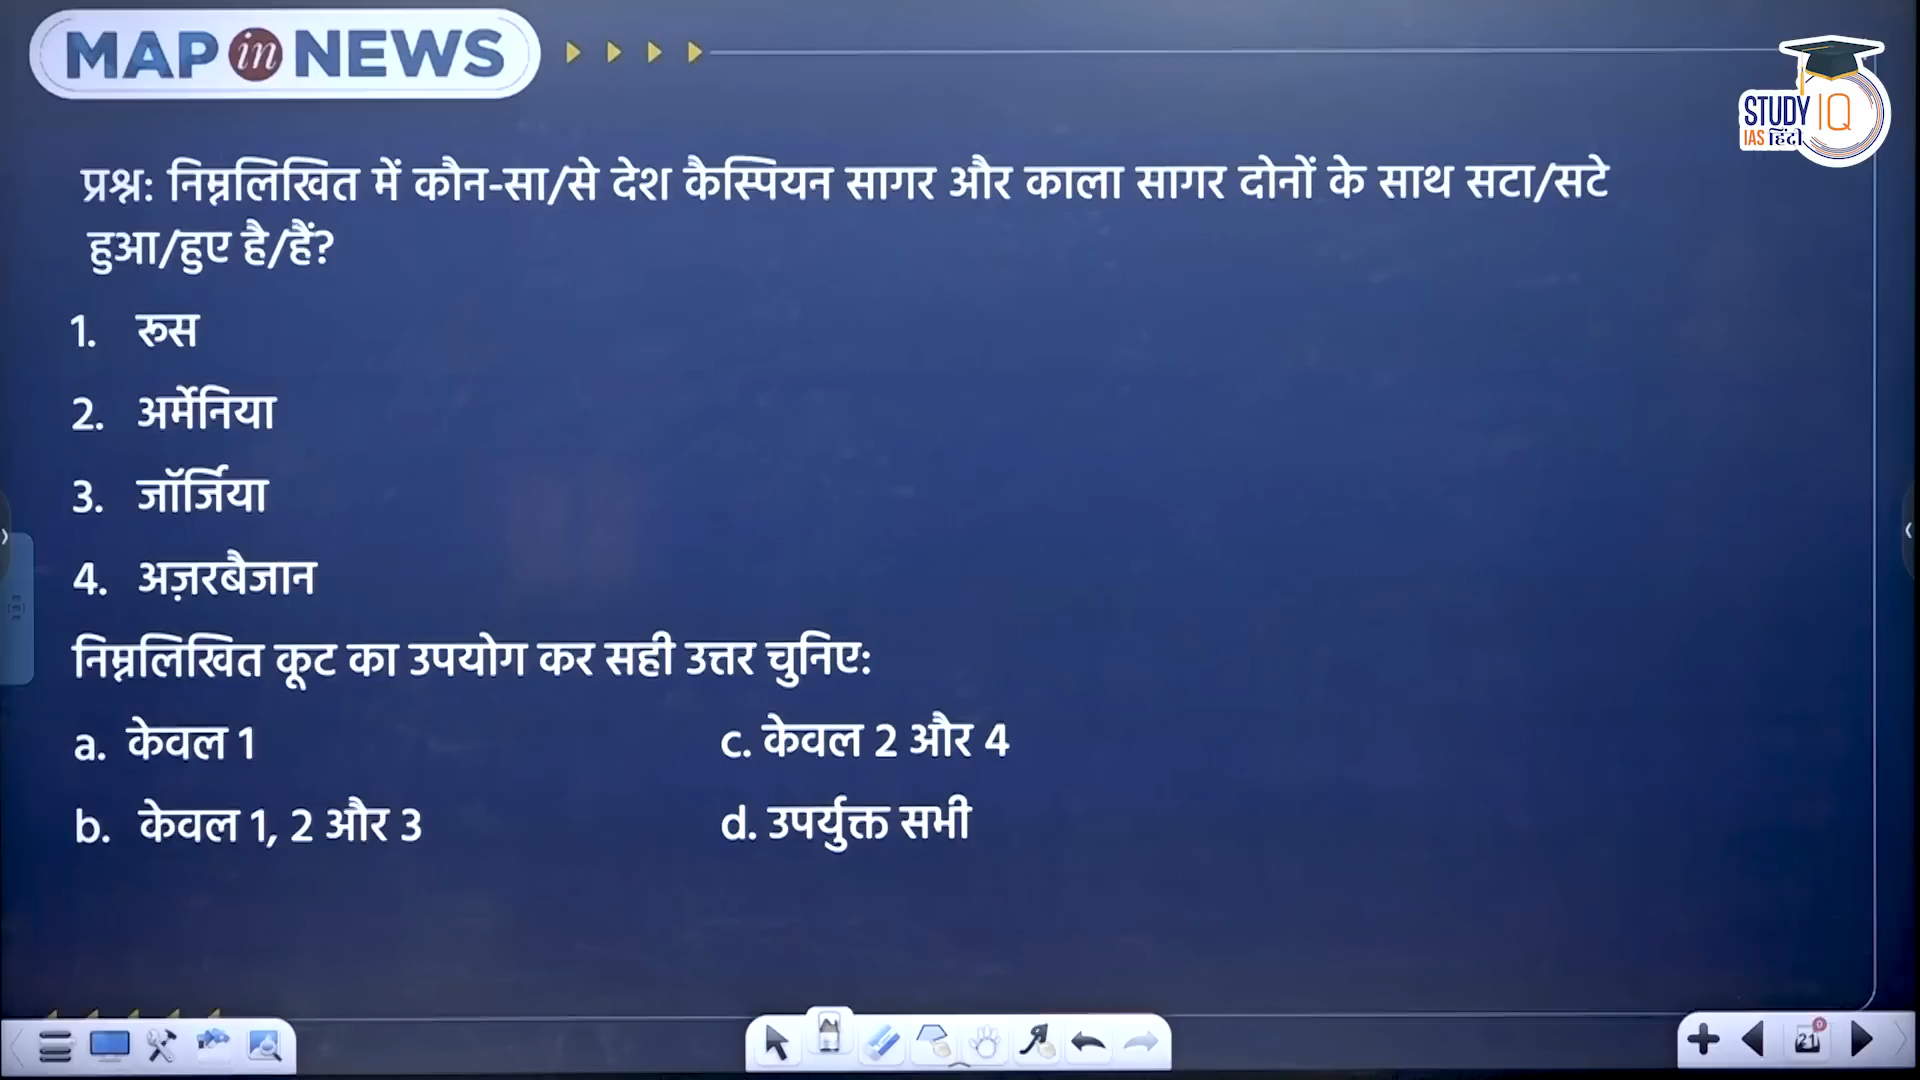 MAP in NEWS
STUDY IQ
IAS हिंदी
प्रश्न: निम्नलिखित में कौन-सा/से देश कैस्पियन सागर और काला सागर दोनों के साथ सटा/सटे
हुआ/हुए है/हैं?
1. रूस
2. अर्मेनिया
3. जॉर्जिया
4. अज़रबैजान
निम्नलिखित कूट का उपयोग कर सही उत्तर चुनिए:
a. केवल 1
c. केवल 2 और 4
b. केवल 1, 2 और 3
d. उपर्युक्त सभी
21